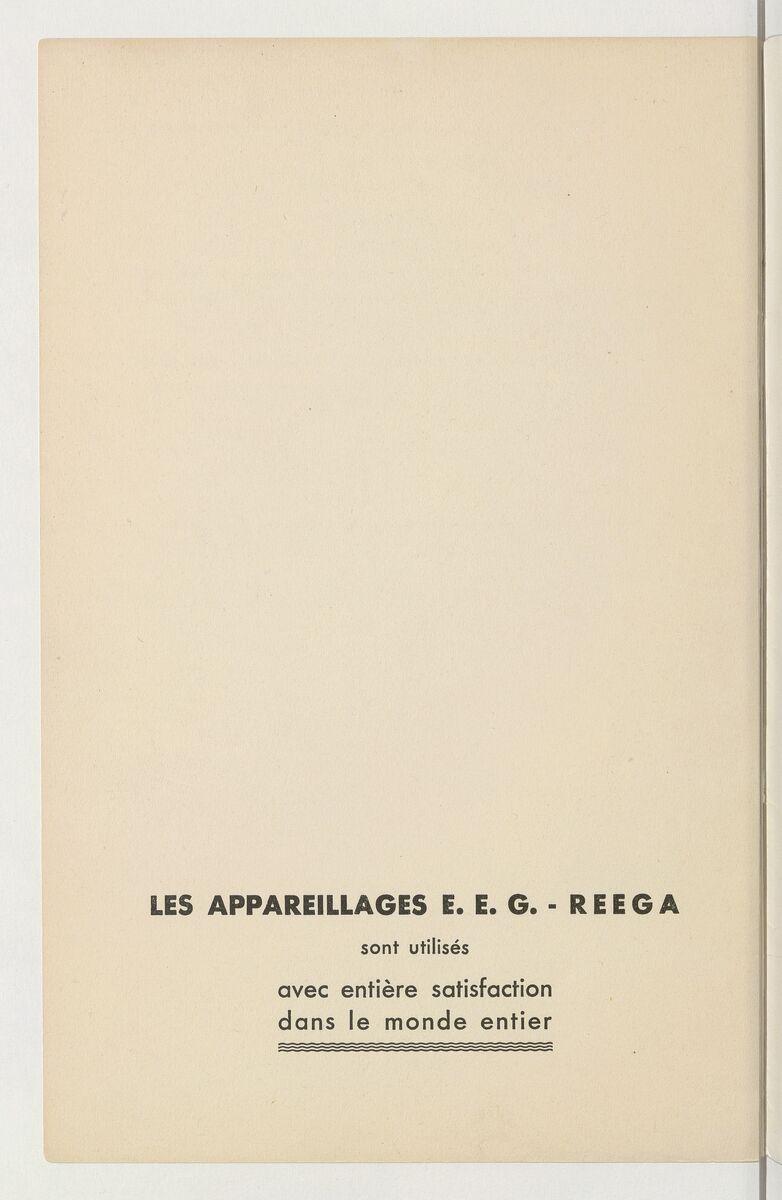 LES APPAREILLAGES E. E. G. - REEGA
sont utilisés
avec entière satisfaction
dans le monde entier